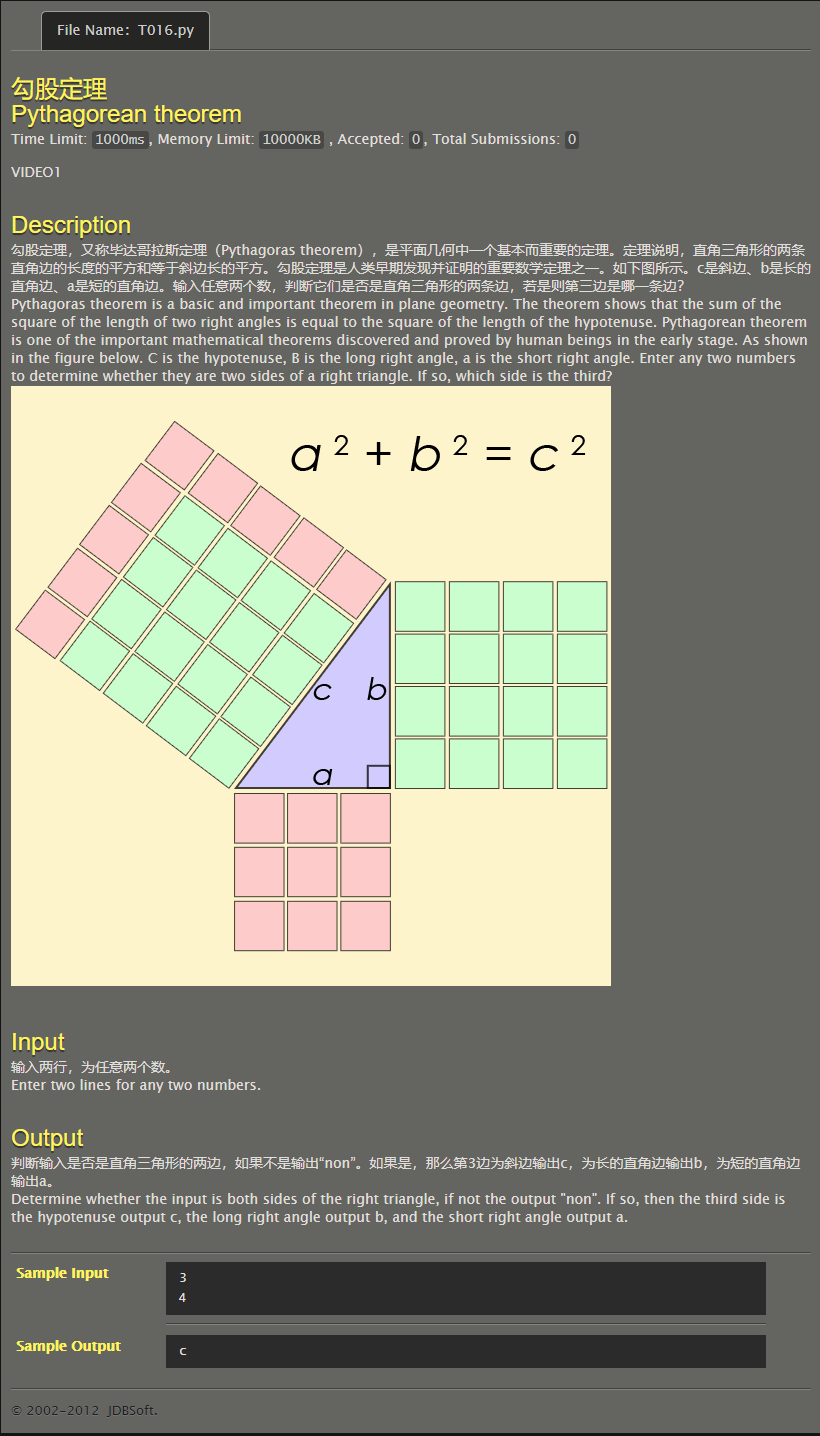 File Name: T016.py
勾股定理
Pythagorean theorem
Time Limit: 1000ms, Memory Limit: 10000KB , Accepted: 0, Total Submissions: 0
VIDEO1
Description
勾股定理，又称毕达哥拉斯定理（Pythagoras theorem），是平面几何中一个基本而重要的定理。定理说明，直角三角形的两条
直角边的长度的平方和等于斜边长的平方。勾股定理是人类早期发现并证明的重要数学定理之一。如下图所示。c是斜边、b是长的
直角边、a是短的直角边。输入任意两个数，判断它们是否是直角三角形的两条边，若是则第三边是哪一条边?
Pythagoras theorem is a basic and important theorem in plane geometry. The theorem shows that the sum of the
square of the length of two right angles is equal to the square of the length of the hypotenuse. Pythagorean theorem
is one of the important mathematical theorems discovered and proved by human beings in the early stage. As shown
in the figure below. C is the hypotenuse, B is the long right angle, a is the short right angle. Enter any two numbers
to determine whether they are two sides of a right triangle. If so, which side is the third?
a² + b² = c²
c b
a
Input
输入两行，为任意两个数。
Enter two lines for any two numbers.
Output
判断输入是否是直角三角形的两边，如果不是输出“non”。如果是，那么第3边为斜边输出c，为长的直角边输出b，为短的直角边
输出a。
Determine whether the input is both sides of the right triangle, if not the output "non". If so, then the third side is
the hypotenuse output c, the long right angle output b, and the short right angle output a.
Sample Input
3
4
Sample Output
c
© 2002-2012 JDBSoft.